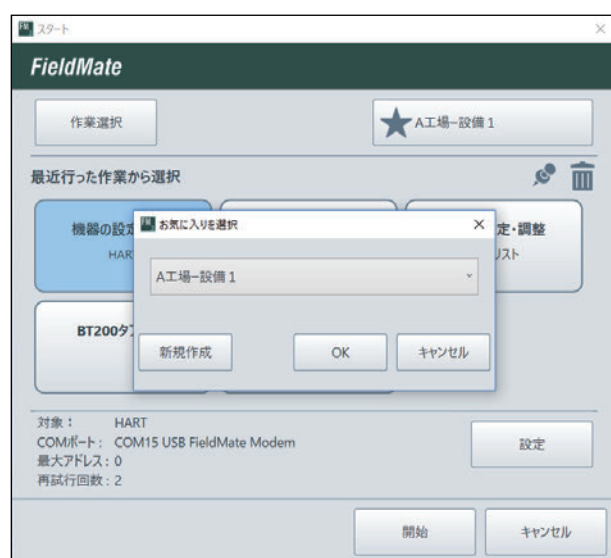 スタート
FieldMate
作業選択
A工場−設備 1
最近行った作業から選択
機器の設定
HAR
お気に入りを選択
定・調整
リスト
A工場−設備 1
BT200タ
新規作成
OK
キャンセル
対象： HART
COMポート： COM15 USB FieldMate Modem
最大アドレス：0
再試行回数：2
設定
開始
キャンセル